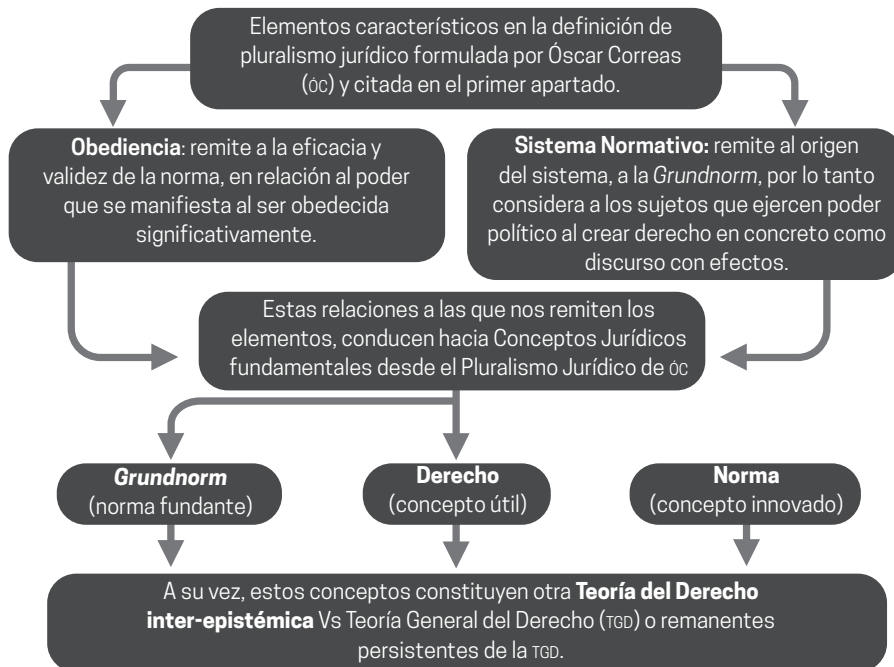 Elementos característicos en la definición de
pluralismo jurídico formulada por Óscar Correas
(óc) y citada en el primer apartado.
Obediencia: remite a la eficacia y
validez de la norma, en relación al poder
que se manifiesta al ser obedecida
significativamente.
Sistema Normativo: remite al origen
del sistema, a la Grundnorm, por lo tanto
considera a los sujetos que ejercen poder
político al crear derecho en concreto como
discurso con efectos.
Estas relaciones a las que nos remiten los
elementos, conducen hacia Conceptos Jurídicos
fundamentales desde el Pluralismo Jurídico de óc
Grundnorm
(norma fundante)
Derecho
(concepto útil)
Norma
(concepto innovado)
A su vez, estos conceptos constituyen otra Teoría del Derecho
inter-epistémica Vs Teoría General del Derecho (TGD) o remanentes
persistentes de la TGD.